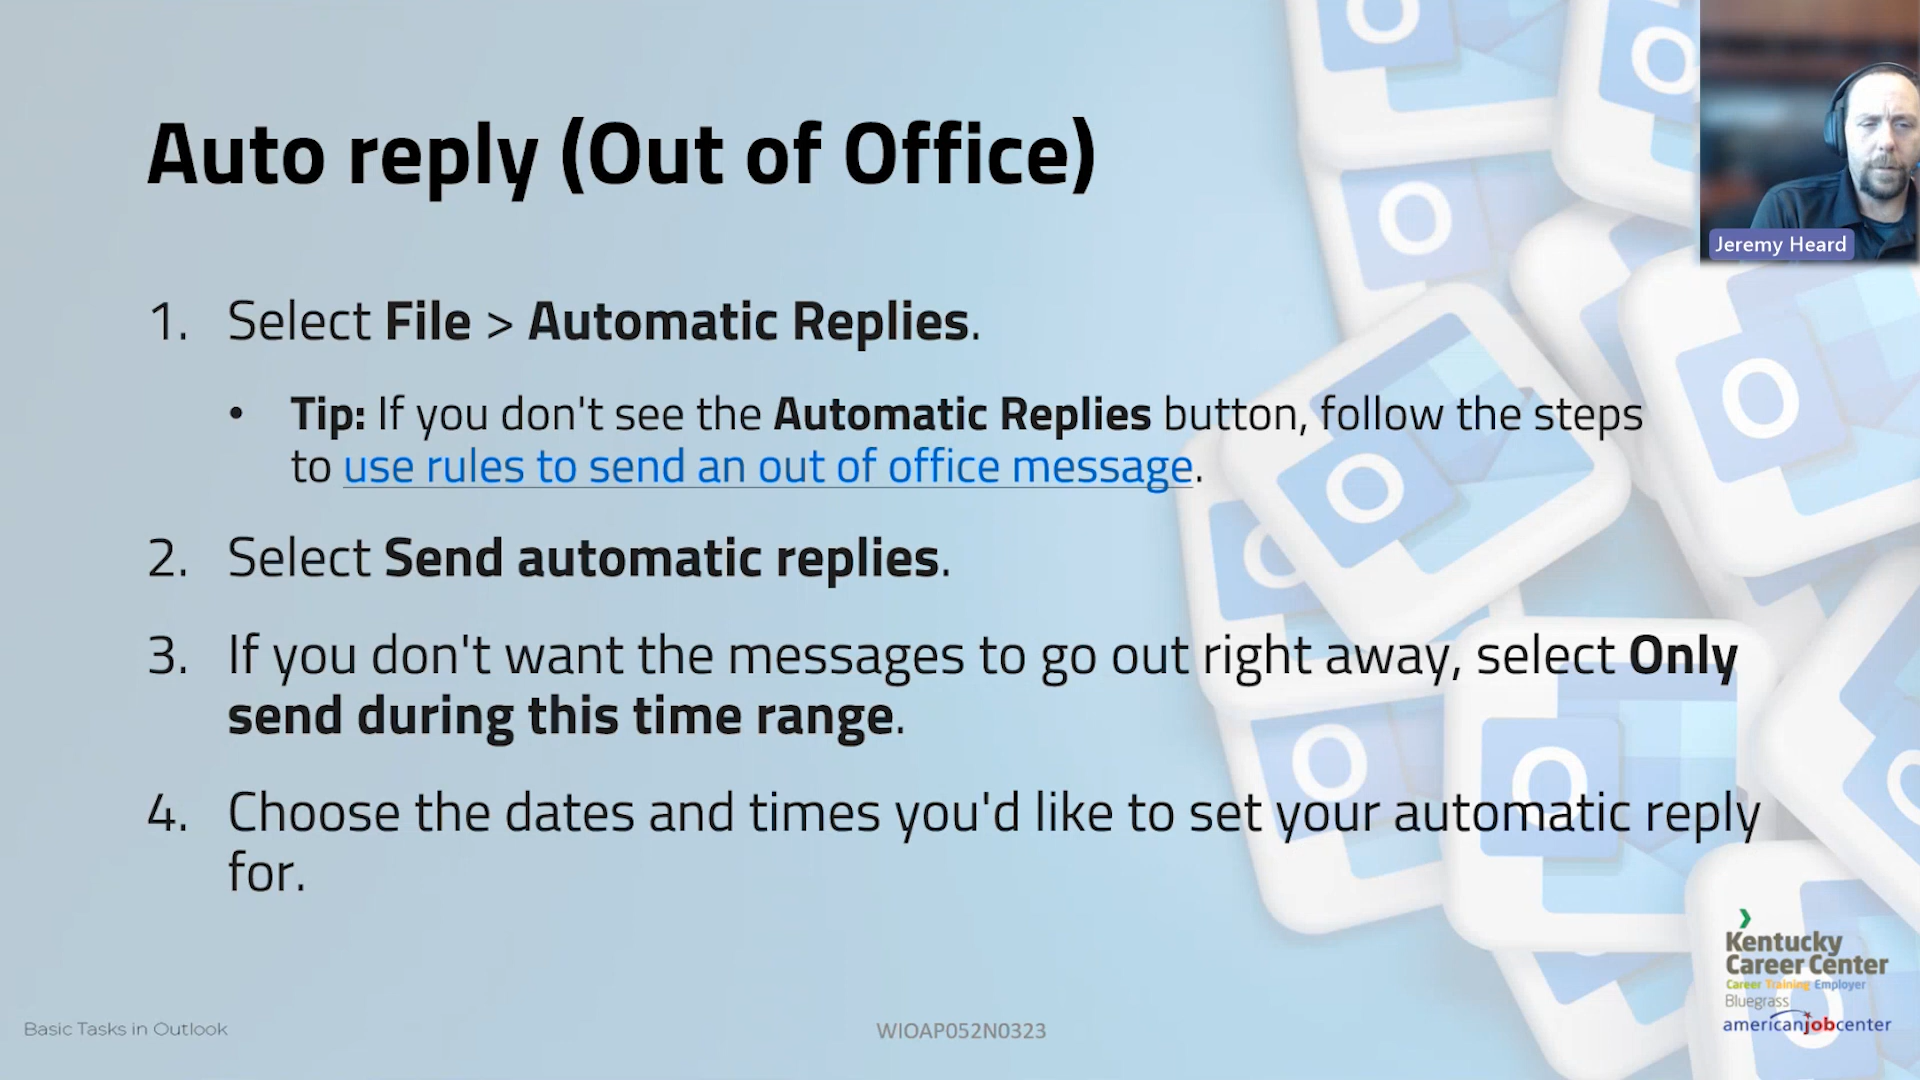 Auto reply (Out of Office)
Jeremy Heard
1. Select File > Automatic Replies.
• Tip: If you don't see the Automatic Replies button, follow the steps
to use rules to send an out of office message.
2. Select Send automatic replies.
3. If you don't want the messages to go out right away, select Only
send during this time range.
4. Choose the dates and times you'd like to set your automatic reply
for.
Kentucky
Career Center
Career Training Employer
Bluegrass
americanjobcenter
Basic Tasks in Outlook
WIOAP052N0323